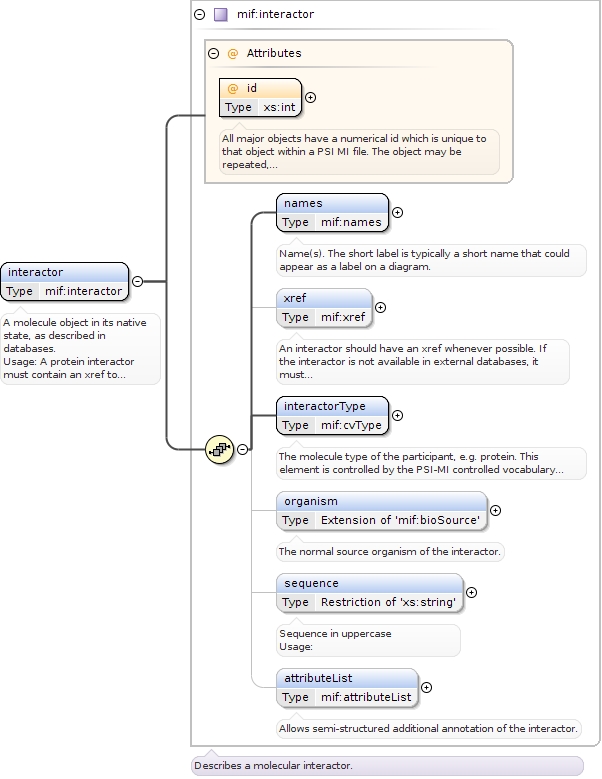 mif:interactor
@ Attributes
@ id
Type xs:int
All major objects have a numerical id which is unique to
that object within a PSI MI file. The object may be
repeated,...
names
Type mif:names
Name(s). The short label is typically a short name that could
appear as a label on a diagram.
interactor
Type mif:interactor
A molecule object in its native
state, as described in
databases.
Usage: A protein interactor
must contain an xref to...
xref
Type mif:xref
An interactor should have an xref whenever possible. If
the interactor is not available in external databases, it
must...
interactorType
Type mif:cvType
The molecule type of the participant, e.g. protein. This
element is controlled by the PSI-MI controlled vocabulary...
organism
Type Extension of 'mif:bioSource'
The normal source organism of the interactor.
sequence
Type Restriction of 'xs:string'
Sequence in uppercase
Usage:
attributeList
Type mif:attributeList
Allows semi-structured additional annotation of the interactor.
Describes a molecular interactor.